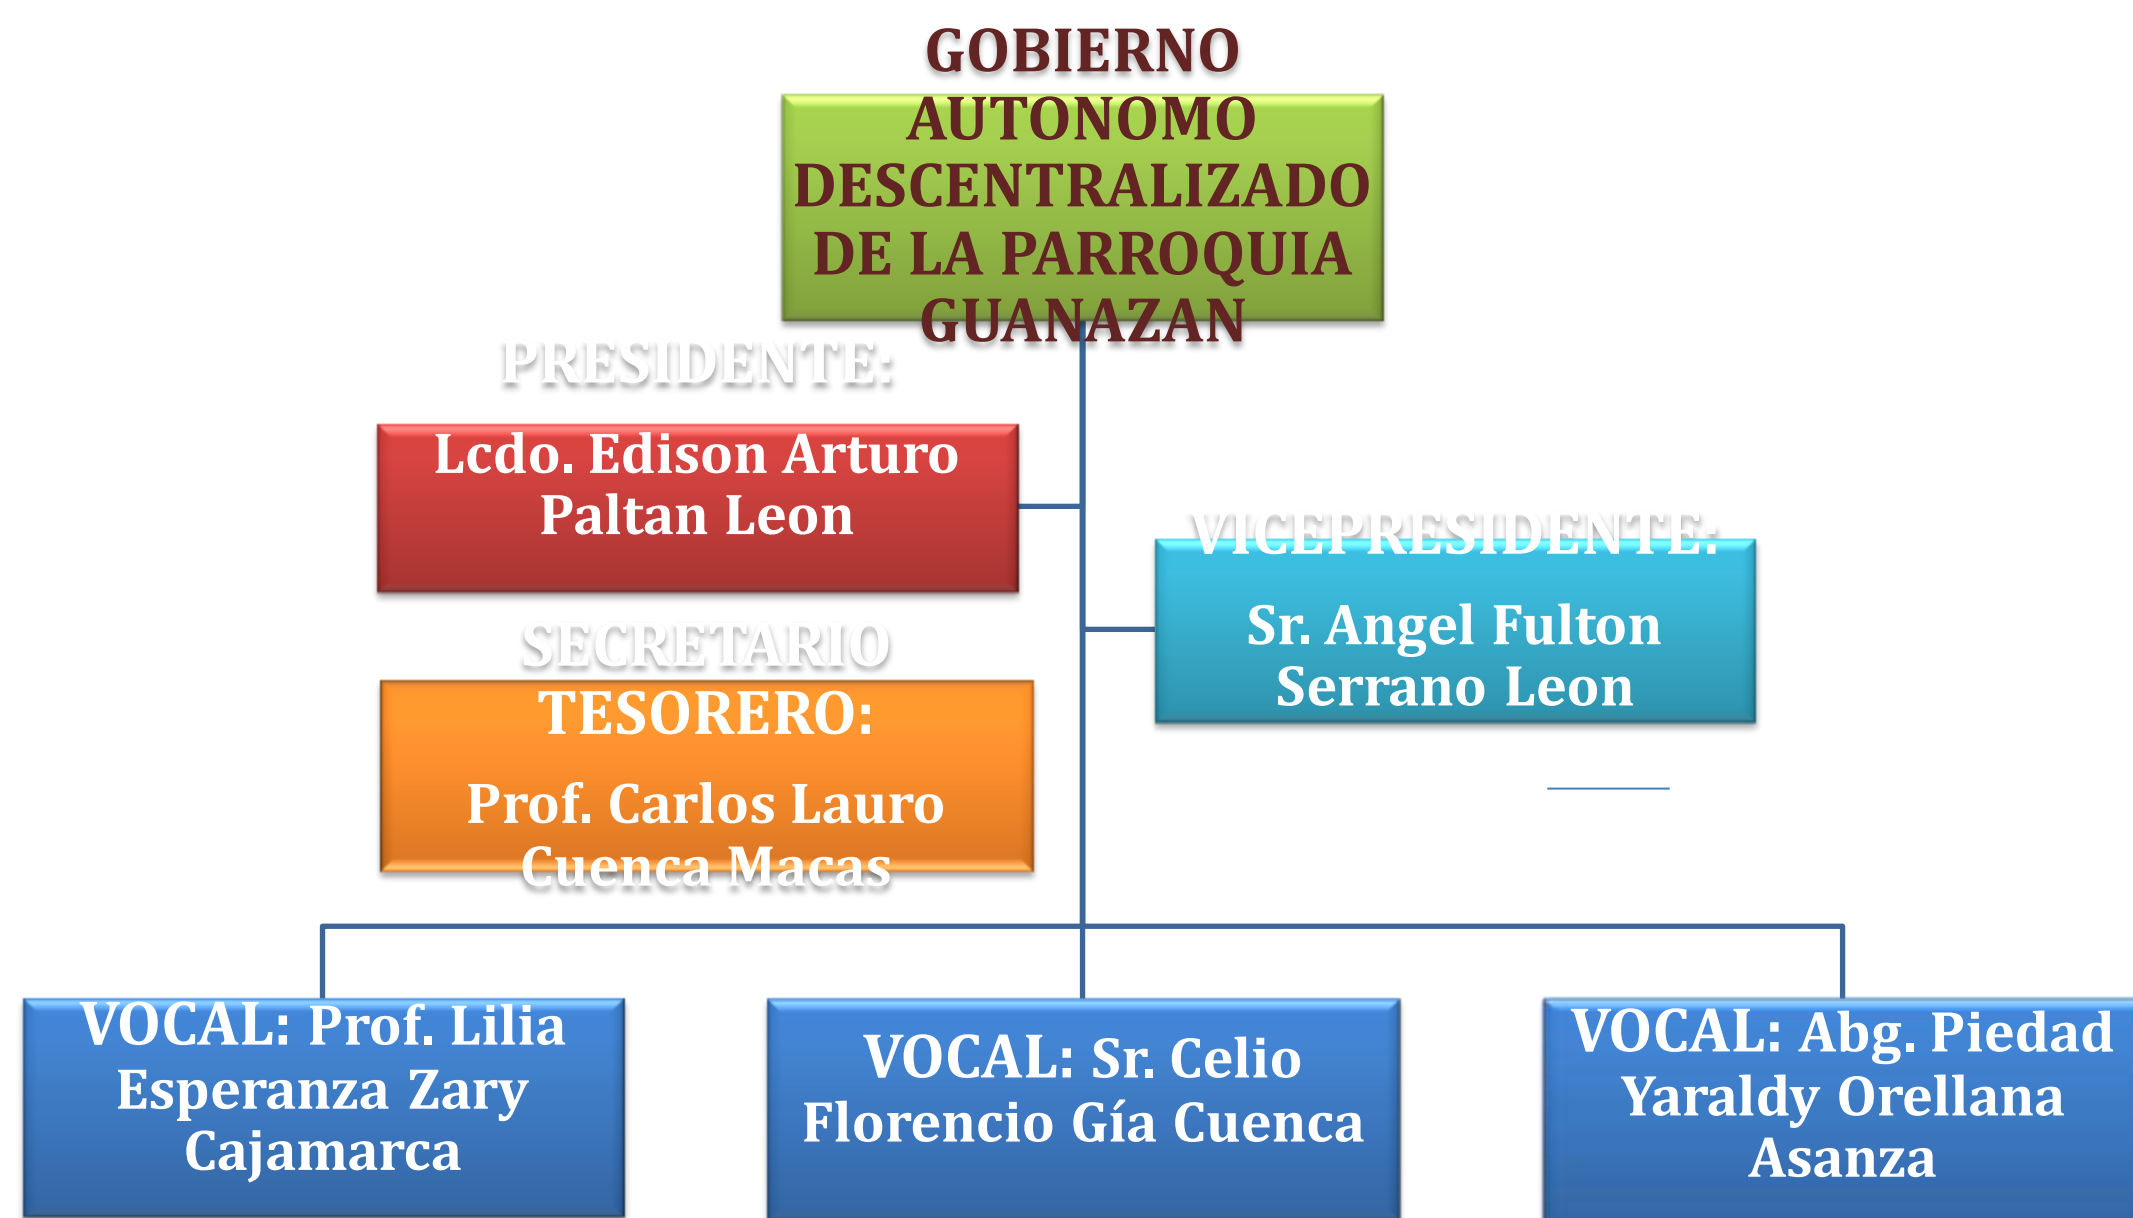 GOBIERNO
AUTONOMO
DESCENTRALIZADO
DE LA PARROQUIA
GUANAZAN
PRESIDENTE:
Lcdo. Edison Arturo
Paltan Leon
VICEPRESIDENTE:
Sr. Angel Fulton
Serrano Leon
SECRETARIO
TESORERO:
Prof. Carlos Lauro
Cuenca Macas
VOCAL: Prof. Lilia
Esperanza Zary
Cajamarca
VOCAL: Sr. Celio
Florencio Gía Cuenca
VOCAL: Abg. Piedad
Yaraldy Orellana
Asanza